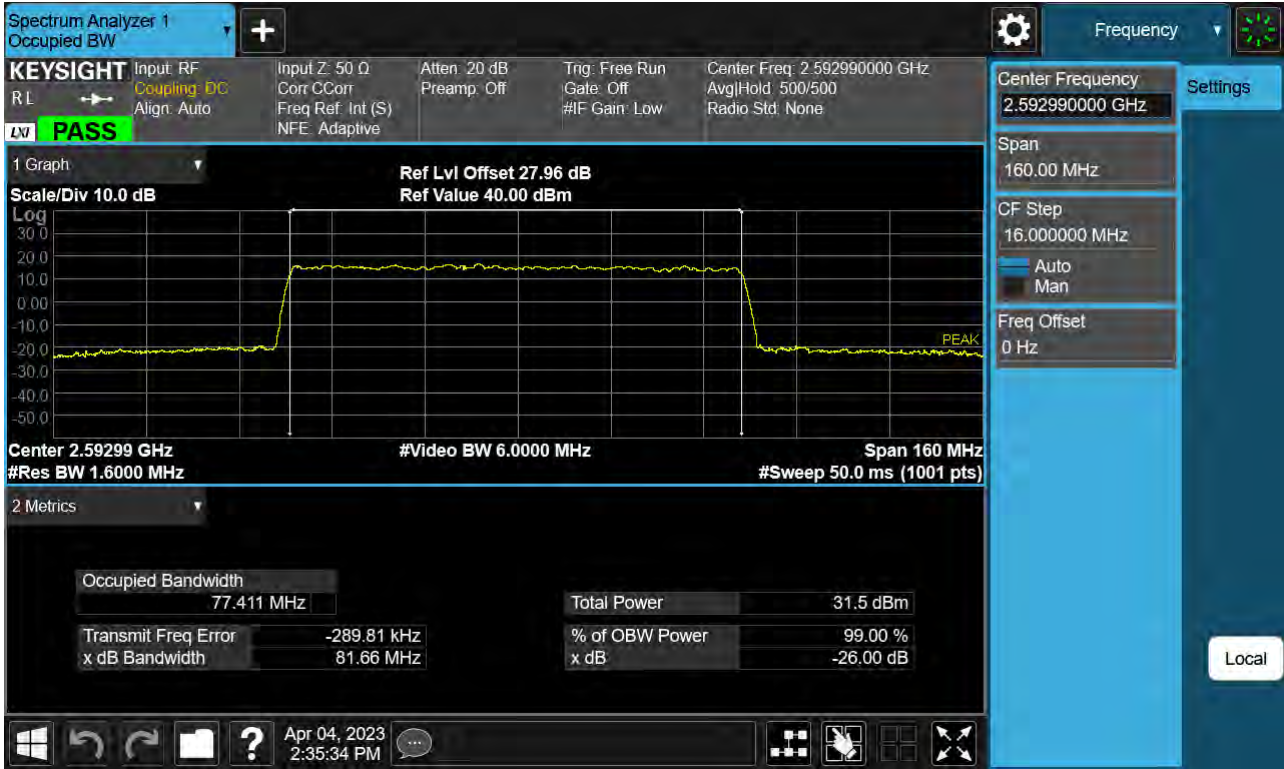 Spectrum Analyzer 1
Occupied BW
+
Frequency
KEYSIGHT
R L
LXI
PASS
Input: RF
Coupling: DC
Align: Auto
Input Z: 50 Ω
Corr CCorr
Freq Ref: Int (S)
NFE: Adaptive
Atten: 20 dB
Preamp: Off
Trig: Free Run
Gate: Off
#IF Gain: Low
Center Freq: 2.592990000 GHz
Avg|Hold: 500/500
Radio Std: None
Center Frequency
2.592990000 GHz
Settings
Span
160.00 MHz
CF Step
16.000000 MHz
Auto
Man
Freq Offset
0 Hz
Local
1 Graph
Scale/Div 10.0 dB
Ref Lvl Offset 27.96 dB
Ref Value 40.00 dBm
Log
30.0
20.0
10.0
0.00
-10.0
-20.0
-30.0
-40.0
-50.0
PEAK
Center 2.59299 GHz
#Video BW 6.0000 MHz
Span 160 MHz
#Res BW 1.6000 MHz
#Sweep 50.0 ms (1001 pts)
2 Metrics
Occupied Bandwidth
77.411 MHz
Total Power 31.5 dBm
Transmit Freq Error -289.81 kHz
% of OBW Power 99.00 %
x dB Bandwidth 81.66 MHz
x dB -26.00 dB
?
Apr 04, 2023
2:35:34 PM